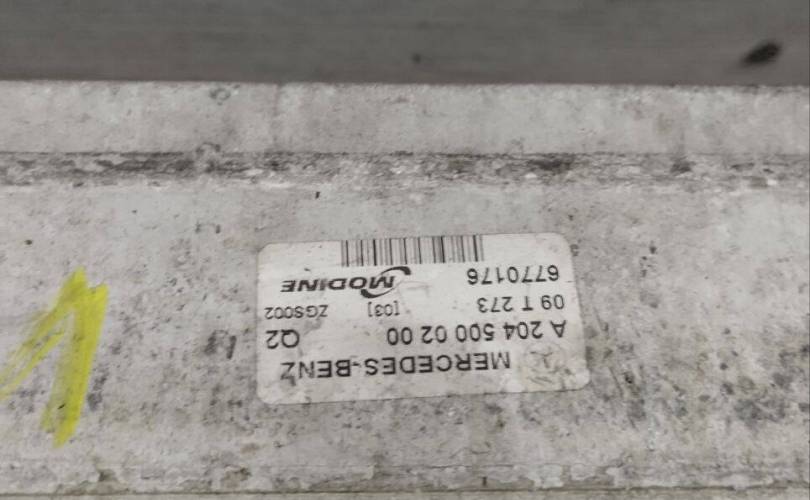 MERCEDES-BENZ
A 204 500 02 00 Q2
09 T 273 [03] ZGS002
6770176 MODINE